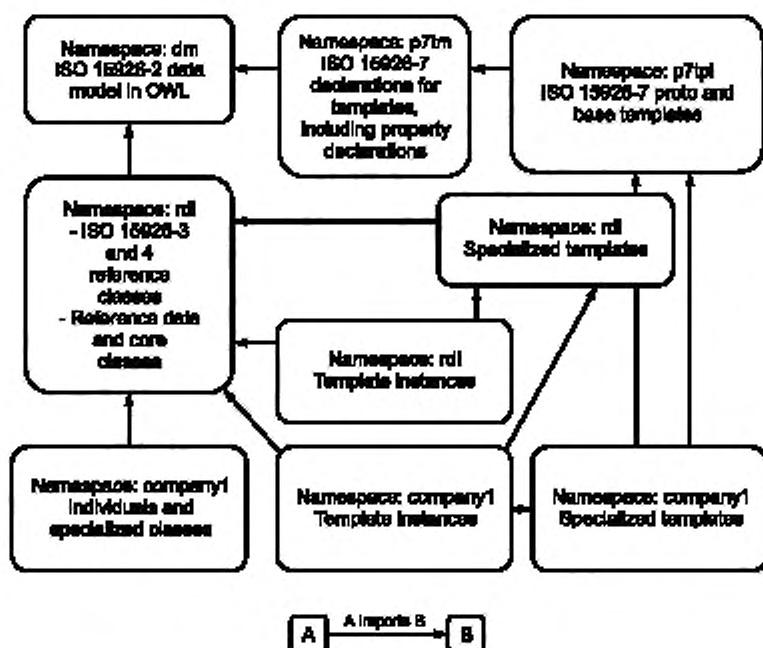 Namespace: dm
ISO 15926-2 data
model in OWL
Namespace: p7tm
ISO 15926-7
declarations for
templates,
including property
declarations
Namespace: p7tpl
ISO 15926-7 proto and
base templates
Namespace: rdl
- ISO 15926-3
and 4
reference
classes
- Reference data
and core
classes
Namespace: rdl
Specialized templates
Namespace: rdl
Template instances
Namespace: company1
Individuals and
specialized classes
Namespace: company1
Template instances
Namespace: company1
Specialized templates
A
A imports B
B